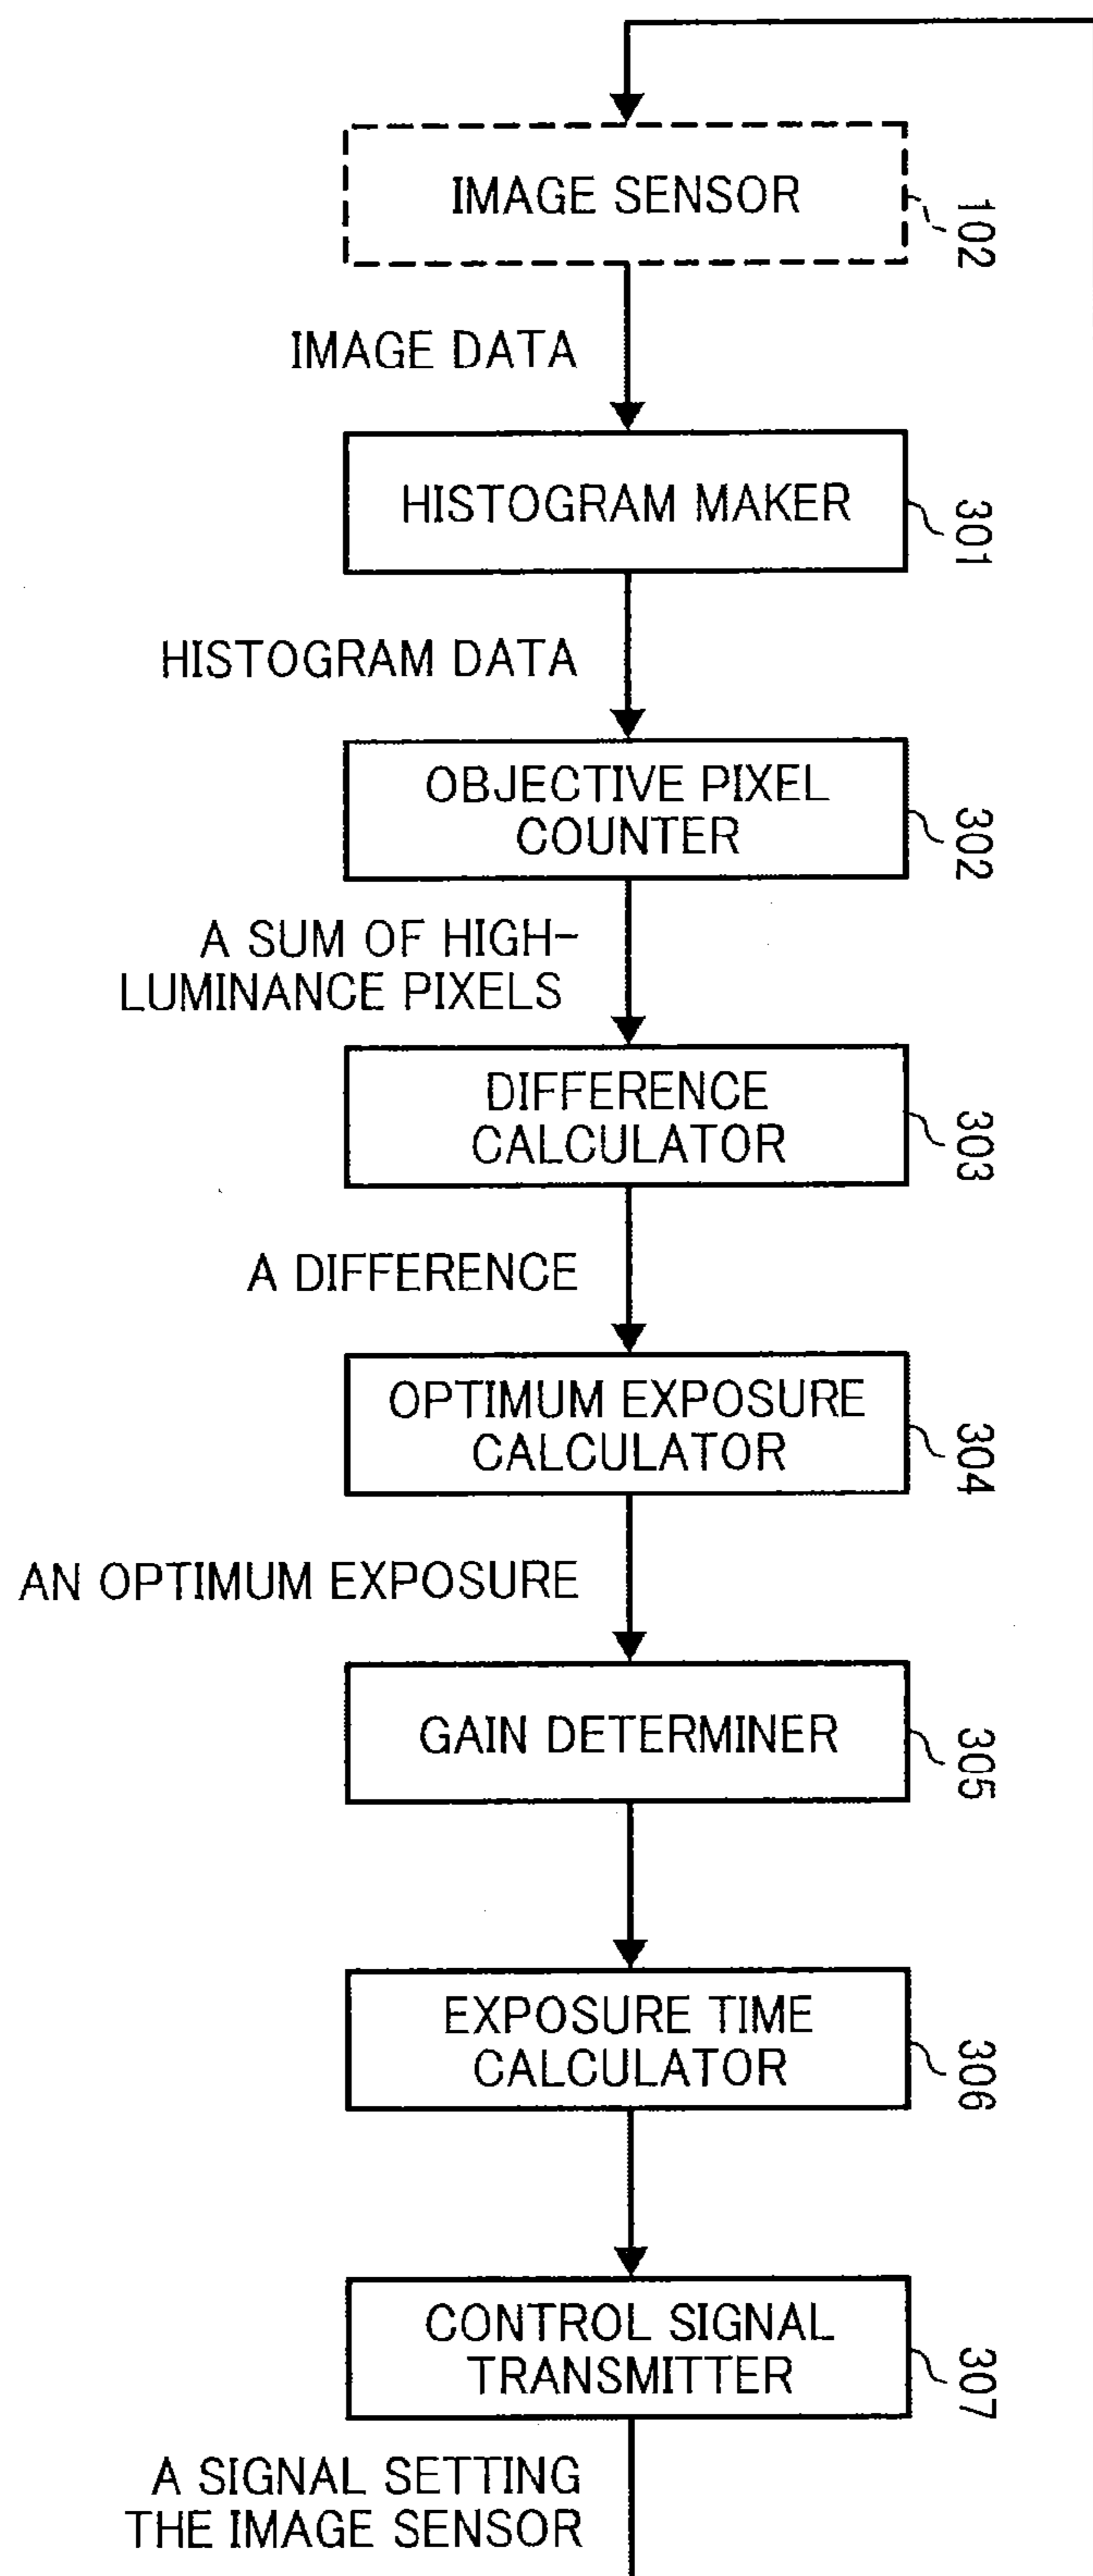 IMAGE SENSOR
102
IMAGE DATA
HISTOGRAM MAKER
301
HISTOGRAM DATA
OBJECTIVE PIXEL
COUNTER
302
A SUM OF HIGH-
LUMINANCE PIXELS
DIFFERENCE
CALCULATOR
303
A DIFFERENCE
OPTIMUM EXPOSURE
CALCULATOR
304
AN OPTIMUM EXPOSURE
GAIN DETERMINER
305
EXPOSURE TIME
CALCULATOR
306
CONTROL SIGNAL
TRANSMITTER
307
A SIGNAL SETTING
THE IMAGE SENSOR